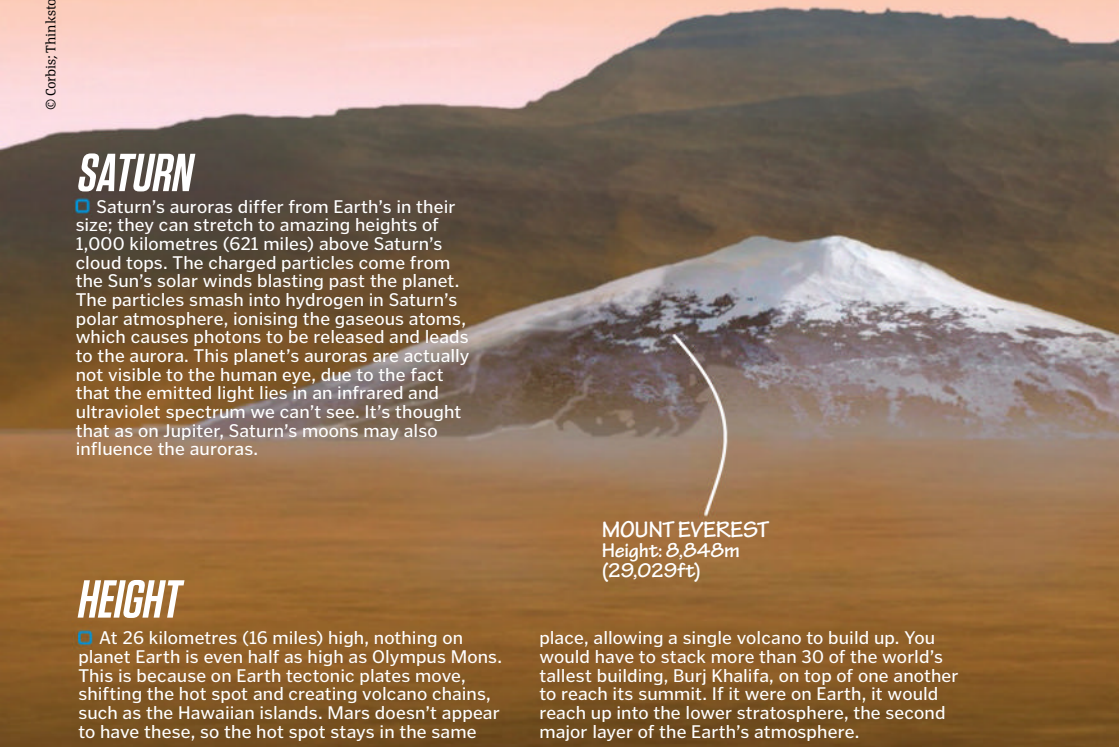 © Corbis; Thinksto
SATURN
Saturn's auroras differ from Earth's in their
size; they can stretch to amazing heights of
1,000 kilometres (621 miles) above Saturn's
cloud tops. The charged particles come from
the Sun's solar winds blasting past the planet.
The particles smash into hydrogen in Saturn's
polar atmosphere, ionising the gaseous atoms,
which causes photons to be released and leads
to the aurora. This planet's auroras are actually
not visible to the human eye, due to the fact
that the emitted light lies in an infrared and
ultraviolet spectrum we can't see. It's thought
that as on Jupiter, Saturn's moons may also
influence the auroras.
MOUNT EVEREST
Height: 8,848m
(29,029ft)
HEIGHT
At 26 kilometres (16 miles) high, nothing on
planet Earth is even half as high as Olympus Mons.
This is because on Earth tectonic plates move,
shifting the hot spot and creating volcano chains,
such as the Hawaiian islands. Mars doesn't appear
to have these, so the hot spot stays in the same
place, allowing a single volcano to build up. You
would have to stack more than 30 of the world's
tallest building, Burj Khalifa, on top of one another
to reach its summit. If it were on Earth, it would
reach up into the lower stratosphere, the second
major layer of the Earth's atmosphere.